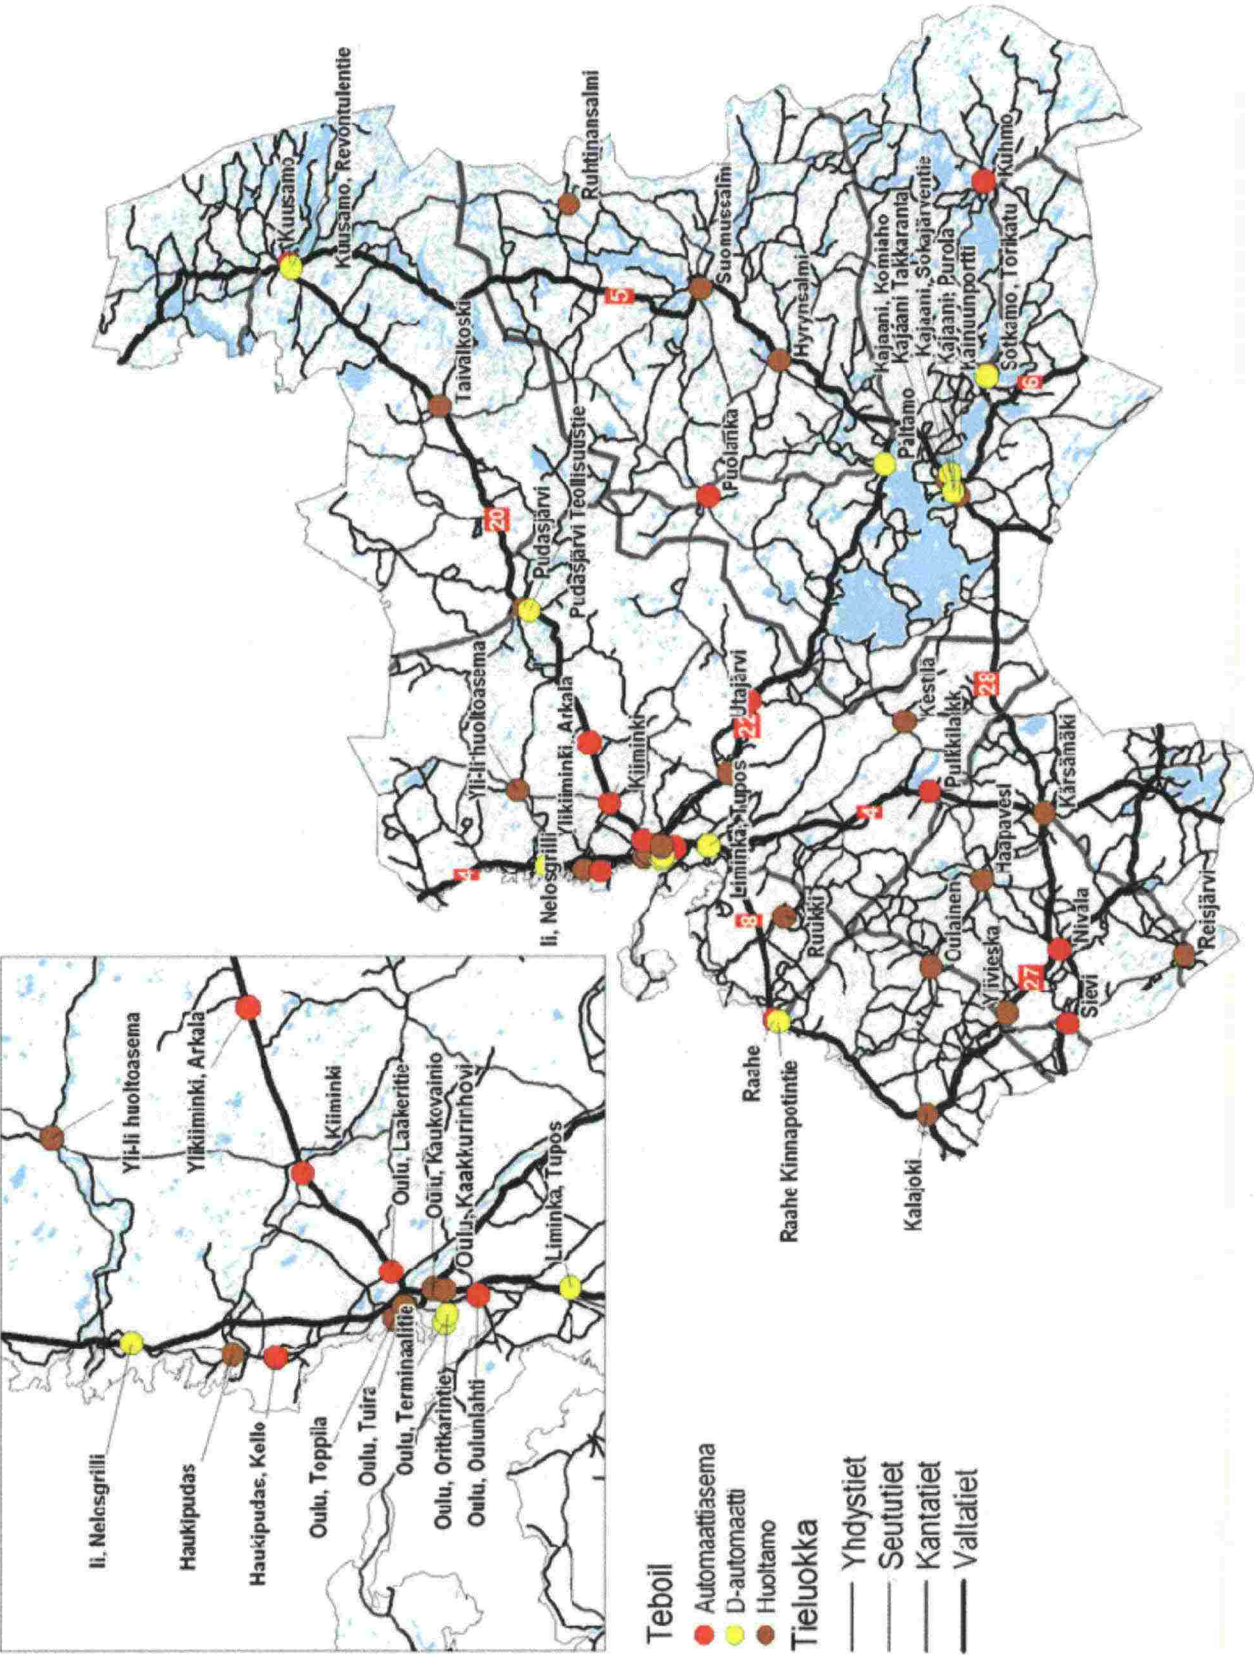 Ii, Nelosgrilli
Haukipudas
Haukipudas, Kello
Oulu, Toppila
Oulu, Tuira
Oulu, Terminaalitie
Oulu, Oritkarintie
Oulu, Oulunlahti
Yli-Ii huoltoasema
Ylikiiminki, Arkala
Kiiminki
Oulu, Laakeritie
Oulu, Kaukovainio
Oulu, Kaakkurinhovi
Liminka, Tupos
Teboil
Automaattiasema
D-automaatti
Huoltamo
Tieluokka
Yhdystiet
Seututiet
Kantatiet
Valtatiet
Kuusamo
Kuusamo, Revontulentie
Taivalkoski
Ruhtinansalmi
20
Pudasjärvi
Pudasjärvi Teollisuustie
5
Suomussalmi
Hyrynsalmi
Puolanka
Paltamo
Kajaani, Komiaho
Kajaani Takkaranta
Kajaani, Sokajärventie
Kajaani, Purola
Kainuunportti
Sotkamo, Torikatu
Kuhmo
6
Yli-Ii huoltoasema
Ylikiiminki, Arkala
Kiiminki
4
Ii, Nelosgrilli
Utajärvi
22
Liminka, Tupos
Kestilä
28
Pulkkila
4
Kärsämäki
Haapavesi
8
Ruukki
Oulainen
Ylivieska
Nivala
27
Sievi
Reisjärvi
Raahe
Raahe Kinnapotintie
Kalajoki